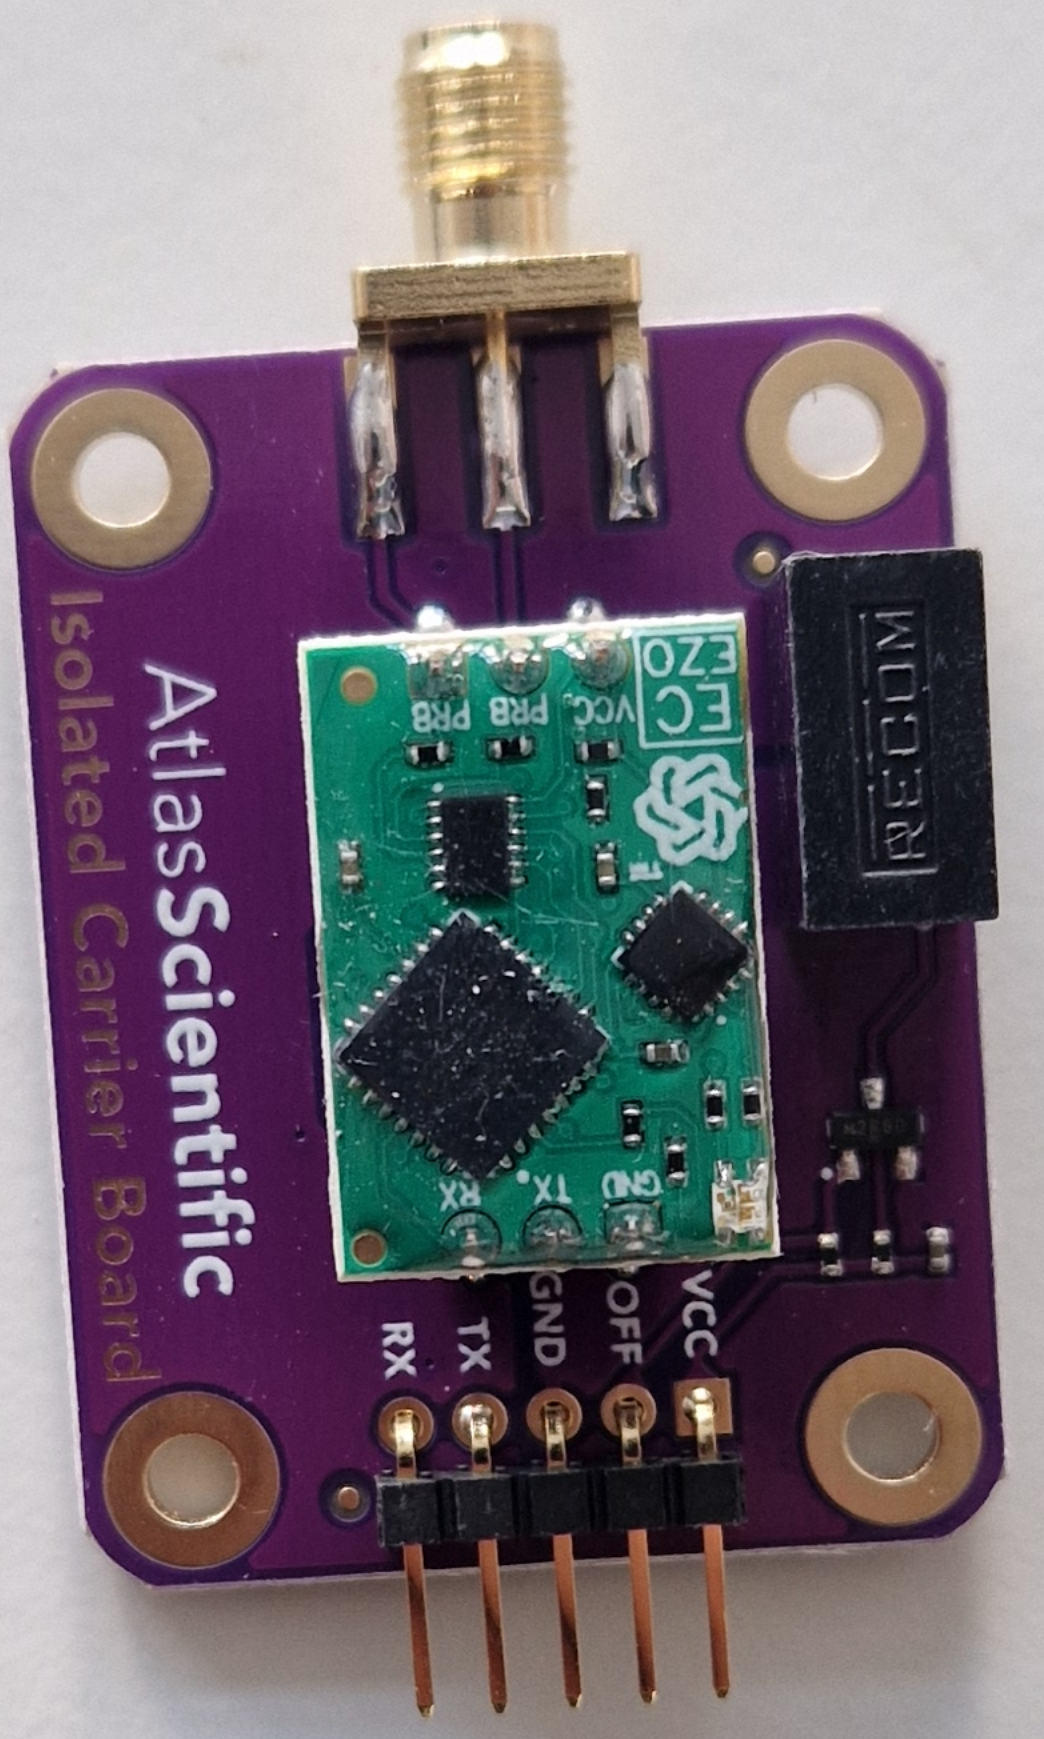 Isolated Carrier Board
AtlasScientific
EZO
EC
VCC
PRB
PRB
RECOM
RX
TX
GND
RX
TX
GND
OFF
VCC